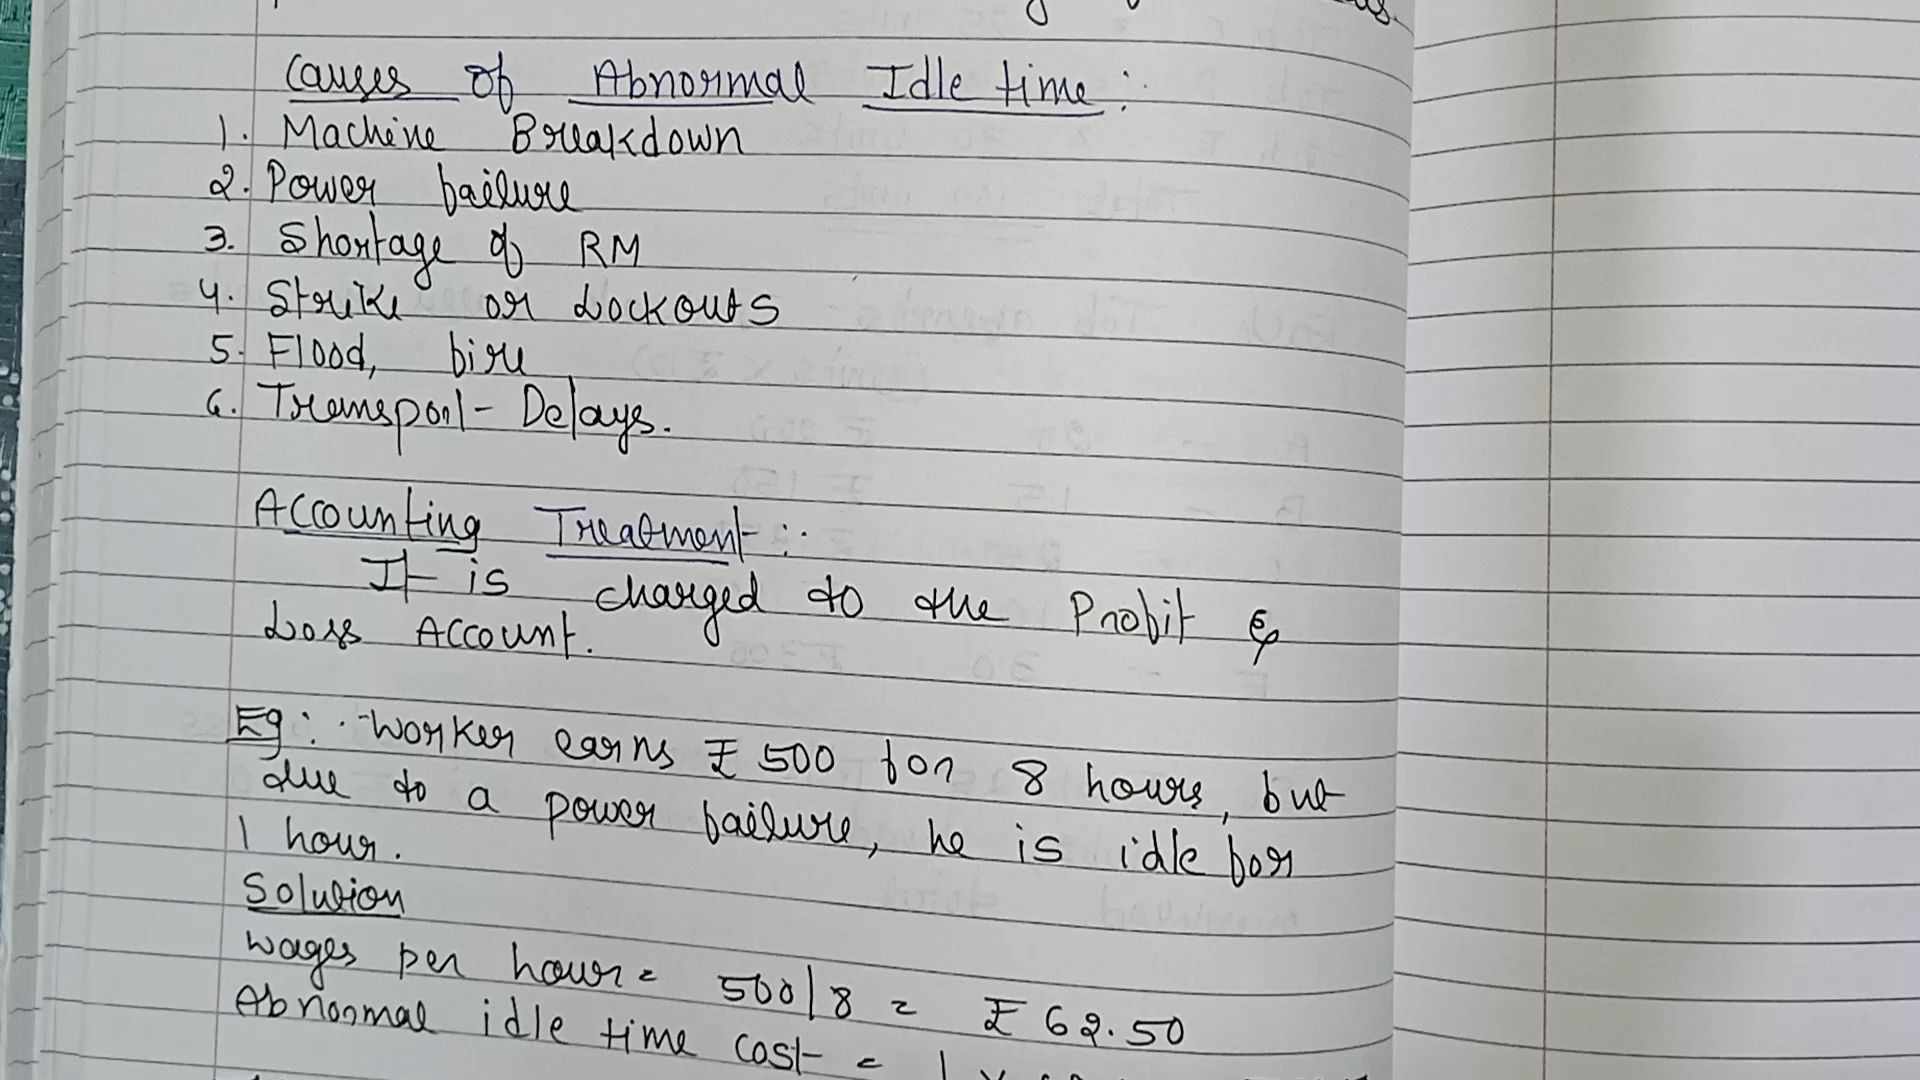 Causes of Abnormal Idle time:
1. Machine Breakdown
2. Power failure
3. Shortage of RM
4. Strike or Lockouts
5. Flood, fire
6. Transport Delays.
Accounting Treatment:
It is charged to the Profit &
Loss Account.
Eg: Worker earns ₹ 500 for 8 hours, but
due to a power failure, he is idle for
1 hour.
Solution
Wages per hour = 500/8 = ₹ 62.50
Abnormal idle time cost = 1 ×